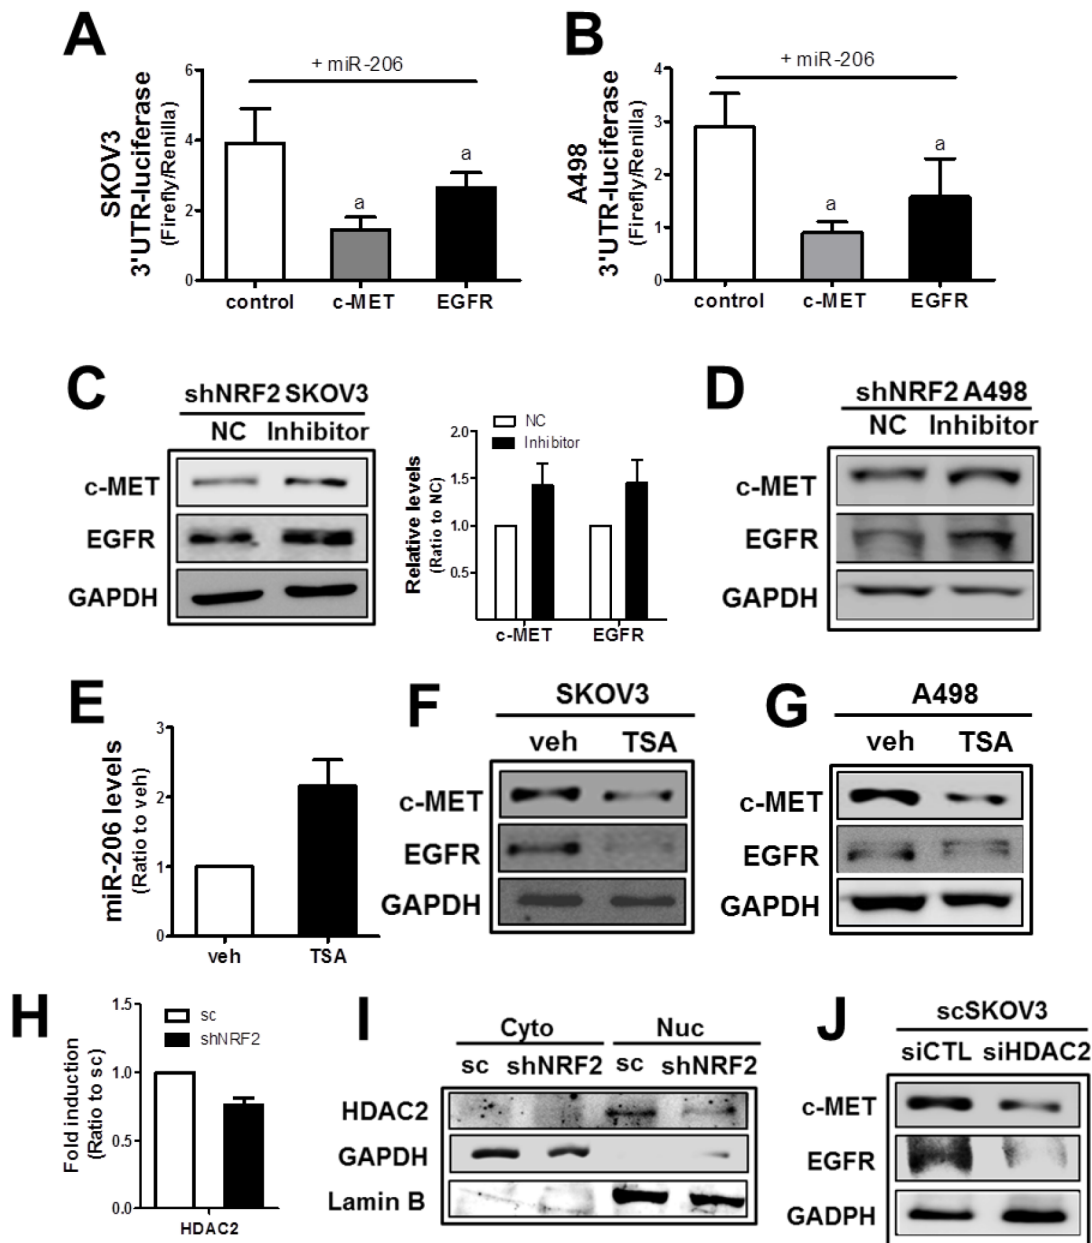 A
+ miR-206
SKOV3
3'UTR-luciferase
(Firefly/Renilla)
6
4
2
0
a
a
control
c-MET
EGFR
B
+ miR-206
A498
3'UTR-luciferase
(Firefly/Renilla)
4
3
2
1
0
a
a
control
c-MET
EGFR
C
shNRF2 SKOV3
NC
Inhibitor
c-MET
EGFR
GAPDH
NC
Inhibitor
Relative levels
(Ratio to NC)
2.0
1.5
1.0
0.5
c-MET
EGFR
D
shNRF2 A498
NC
Inhibitor
c-MET
EGFR
GAPDH
E
miR-206 levels
(Ratio to veh)
3
2
1
0
veh
TSA
F
SKOV3
veh
TSA
c-MET
EGFR
GAPDH
G
A498
veh
TSA
c-MET
EGFR
GAPDH
H
Fold induction
(Ratio to sc)
1.5
1.0
0.5
0.0
sc
shNRF2
HDAC2
I
Cyto
Nuc
sc
shNRF2
sc
shNRF2
HDAC2
GAPDH
Lamin B
J
scSKOV3
siCTL
siHDAC2
c-MET
EGFR
GADPH